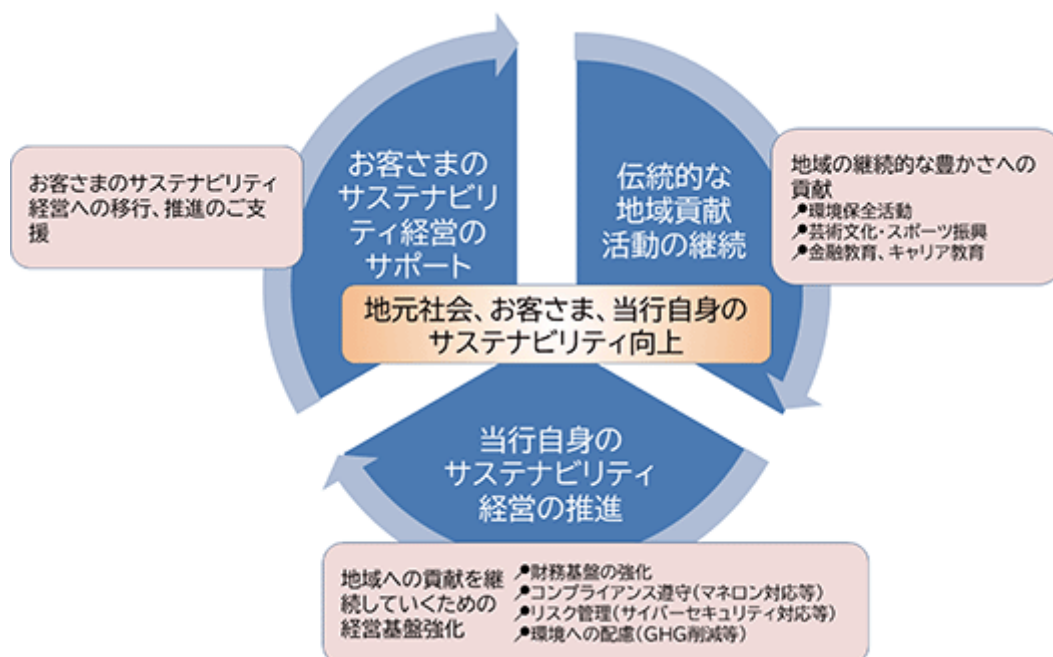 お客さまの
サステナビリ
ティ経営の
サポート
お客さまのサステナビリティ
経営への移行、推進のご支
援
伝統的な
地域貢献
活動の継続
地域の継続的な豊かさへの
貢献
環境保全活動
芸術文化・スポーツ振興
金融教育、キャリア教育
地元社会、お客さま、当行自身の
サステナビリティ向上
当行自身の
サステナビリティ
経営の推進
地域への貢献を継
続していくための
経営基盤強化
財務基盤の強化
コンプライアンス遵守(マネロン対応等)
リスク管理(サイバーセキュリティ対応等)
環境への配慮(GHG削減等)